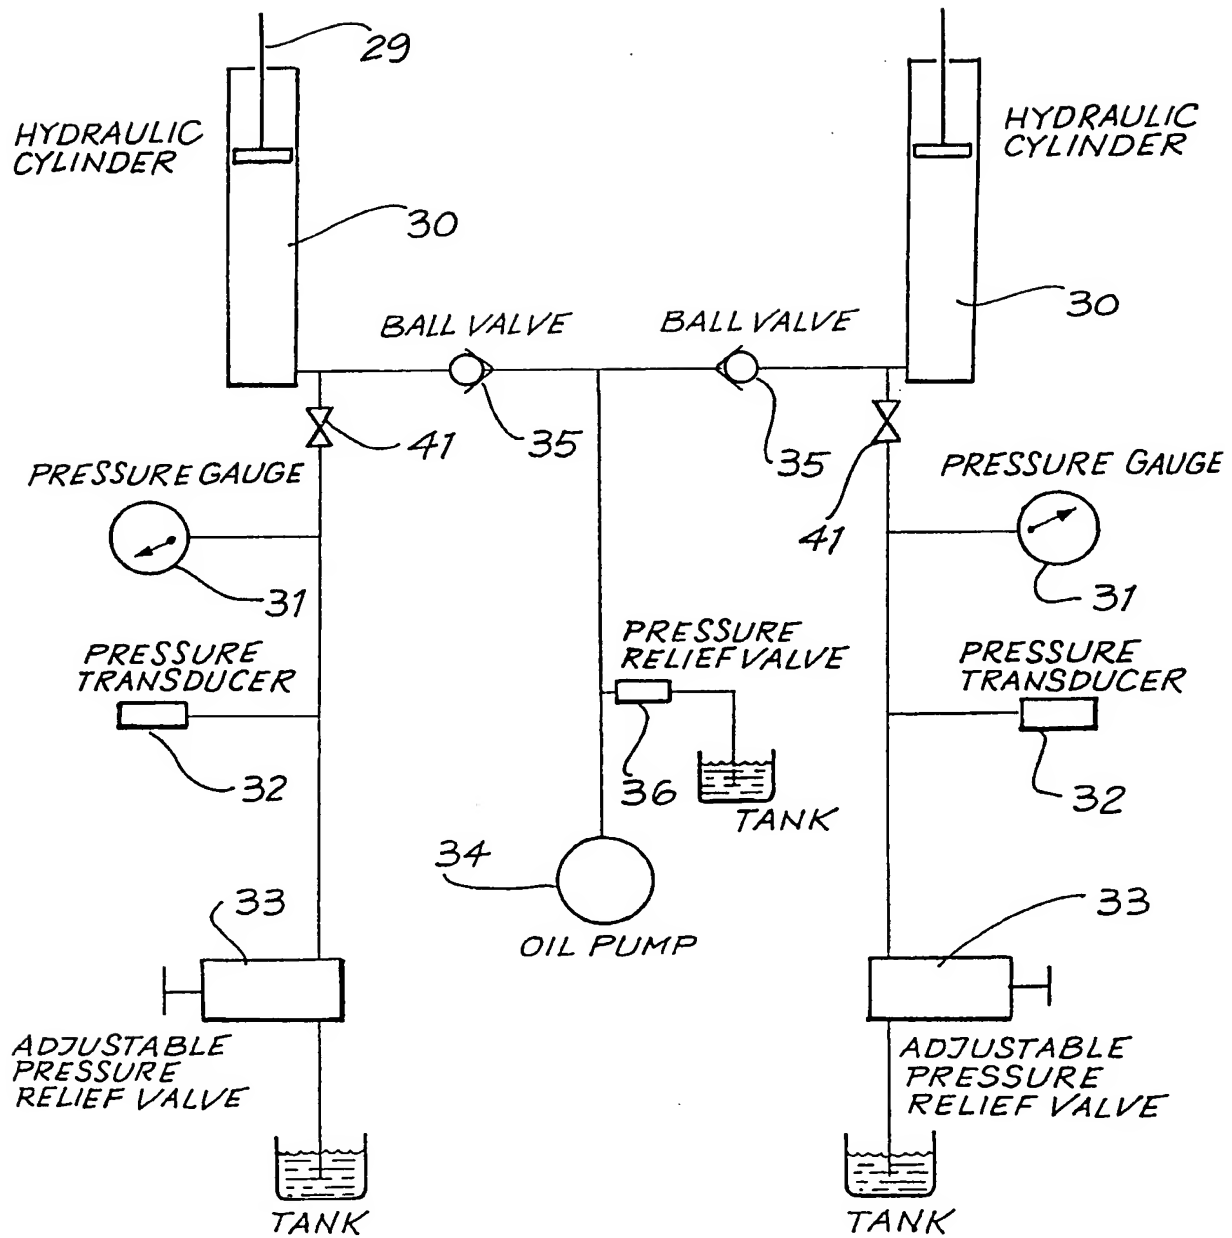 29
HYDRAULIC
CYLINDER
HYDRAULIC
CYLINDER
30
30
BALL VALVE
BALL VALVE
41
35
35
41
PRESSURE GAUGE
PRESSURE GAUGE
31
31
PRESSURE
TRANSDUCER
PRESSURE
RELIEF VALVE
PRESSURE
TRANSDUCER
32
36
32
TANK
34
OIL PUMP
33
33
ADJUSTABLE
PRESSURE
RELIEF VALVE
ADJUSTABLE
PRESSURE
RELIEF VALVE
TANK
TANK